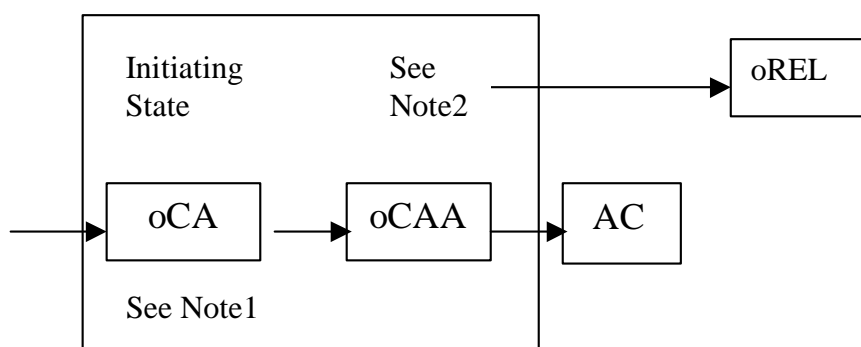 Initiating
State
See
Note2
oREL
oCA
oCAA
AC
See Note1